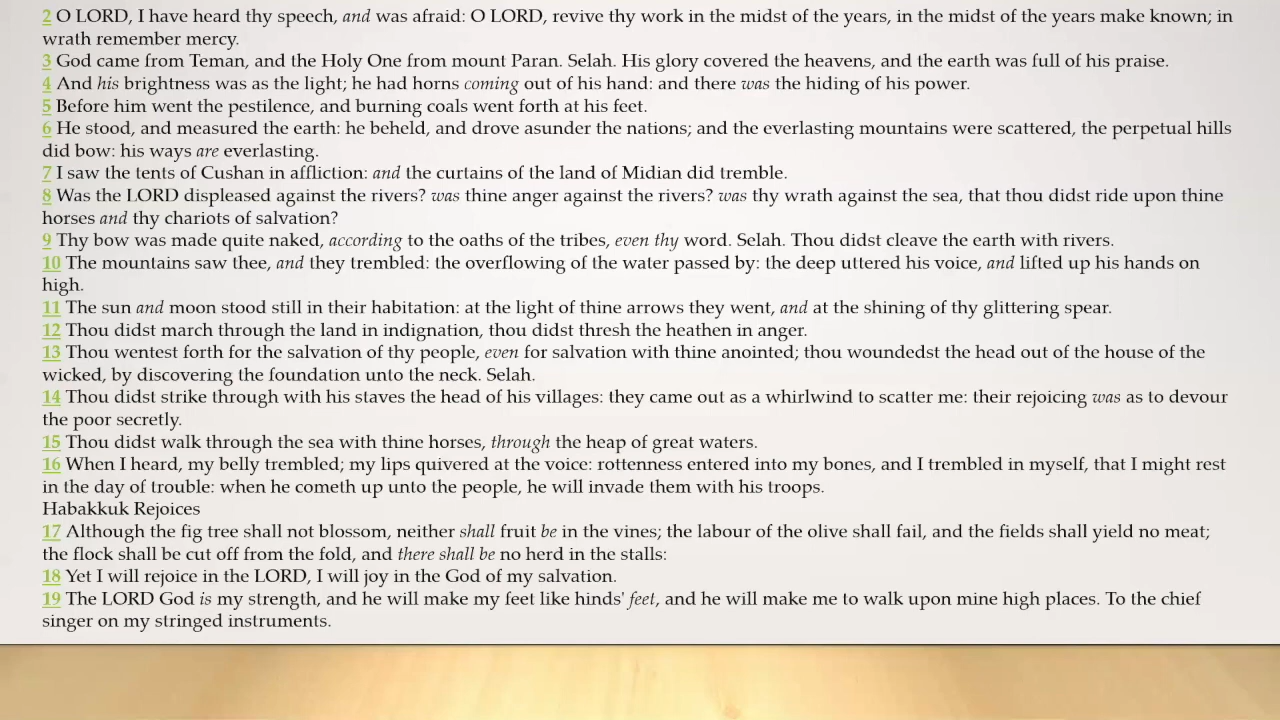 2 O LORD, I have heard thy speech, and was afraid: O LORD, revive thy work in the midst of the years, in the midst of the years make known; in
wrath remember mercy.
3 God came from Teman, and the Holy One from mount Paran. Selah. His glory covered the heavens, and the earth was full of his praise.
4 And his brightness was as the light; he had horns coming out of his hand: and there was the hiding of his power.
5 Before him went the pestilence, and burning coals went forth at his feet.
6 He stood, and measured the earth: he beheld, and drove asunder the nations; and the everlasting mountains were scattered, the perpetual hills
did bow: his ways are everlasting.
7 I saw the tents of Cushan in affliction: and the curtains of the land of Midian did tremble.
8 Was the LORD displeased against the rivers? was thine anger against the rivers? was thy wrath against the sea, that thou didst ride upon thine
horses and thy chariots of salvation?
9 Thy bow was made quite naked, according to the oaths of the tribes, even thy word. Selah. Thou didst cleave the earth with rivers.
10 The mountains saw thee, and they trembled: the overflowing of the water passed by: the deep uttered his voice, and lifted up his hands on
high.
11 The sun and moon stood still in their habitation: at the light of thine arrows they went, and at the shining of thy glittering spear.
12 Thou didst march through the land in indignation, thou didst thresh the heathen in anger.
13 Thou wentest forth for the salvation of thy people, even for salvation with thine anointed; thou woundedst the head out of the house of the
wicked, by discovering the foundation unto the neck. Selah.
14 Thou didst strike through with his staves the head of his villages: they came out as a whirlwind to scatter me: their rejoicing was as to devour
the poor secretly.
15 Thou didst walk through the sea with thine horses, through the heap of great waters.
16 When I heard, my belly trembled; my lips quivered at the voice: rottenness entered into my bones, and I trembled in myself, that I might rest
in the day of trouble: when he cometh up unto the people, he will invade them with his troops.
Habakkuk Rejoices
17 Although the fig tree shall not blossom, neither shall fruit be in the vines; the labour of the olive shall fail, and the fields shall yield no meat;
the flock shall be cut off from the fold, and there shall be no herd in the stalls:
18 Yet I will rejoice in the LORD, I will joy in the God of my salvation.
19 The LORD God is my strength, and he will make my feet like hinds' feet, and he will make me to walk upon mine high places. To the chief
singer on my stringed instruments.